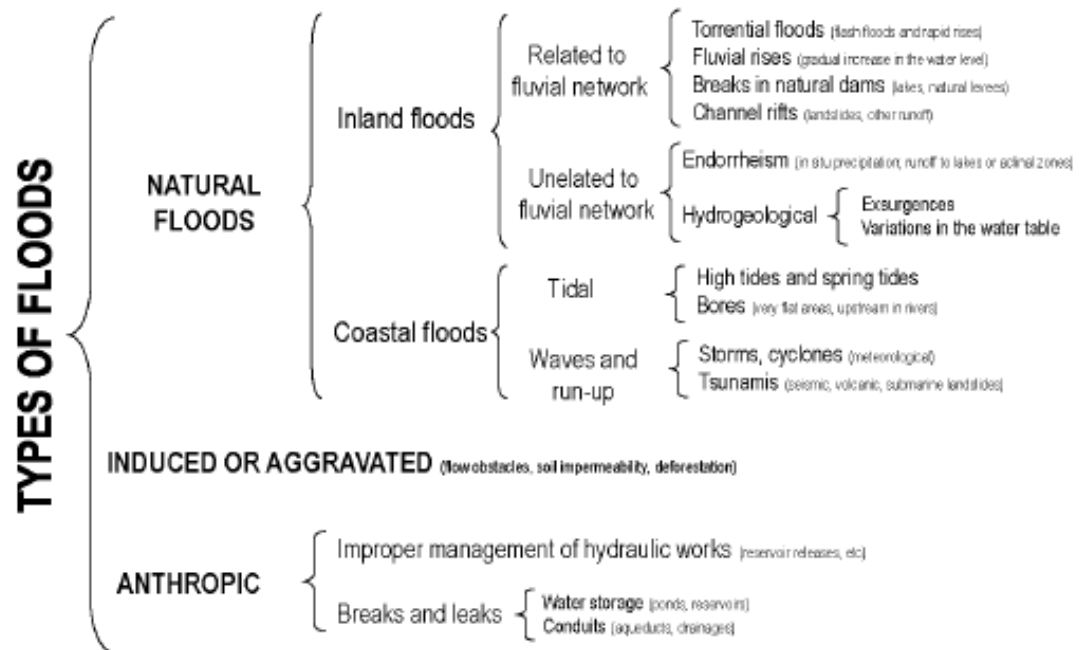 TYPES OF FLOODS
NATURAL
FLOODS
Inland floods
Related to
fluvial network
Torrential floods (flash floods and rapid rises)
Fluvial rises (gradual increase in the water level)
Breaks in natural dams (lakes, natural levees)
Channel rifts (landslides, other runoff)
Unelated to
fluvial network
Endorrheism (in situ precipitation, runoff to lakes or aclinal zones)
Hydrogeological
Exsurgences
Variations in the water table
Coastal floods
Tidal
High tides and spring tides
Bores (very flat areas, upstream in rivers)
Waves and
run-up
Storms, cyclones (meteorological)
Tsunamis (seismic, volcanic, submarine landslides)
INDUCED OR AGGRAVATED (flow obstacles, soil impermeability, deforestation)
ANTHROPIC
Improper management of hydraulic works (reservoir releases, etc)
Breaks and leaks
Water storage (ponds, reservoirs)
Conduits (aqueducts, drainages)